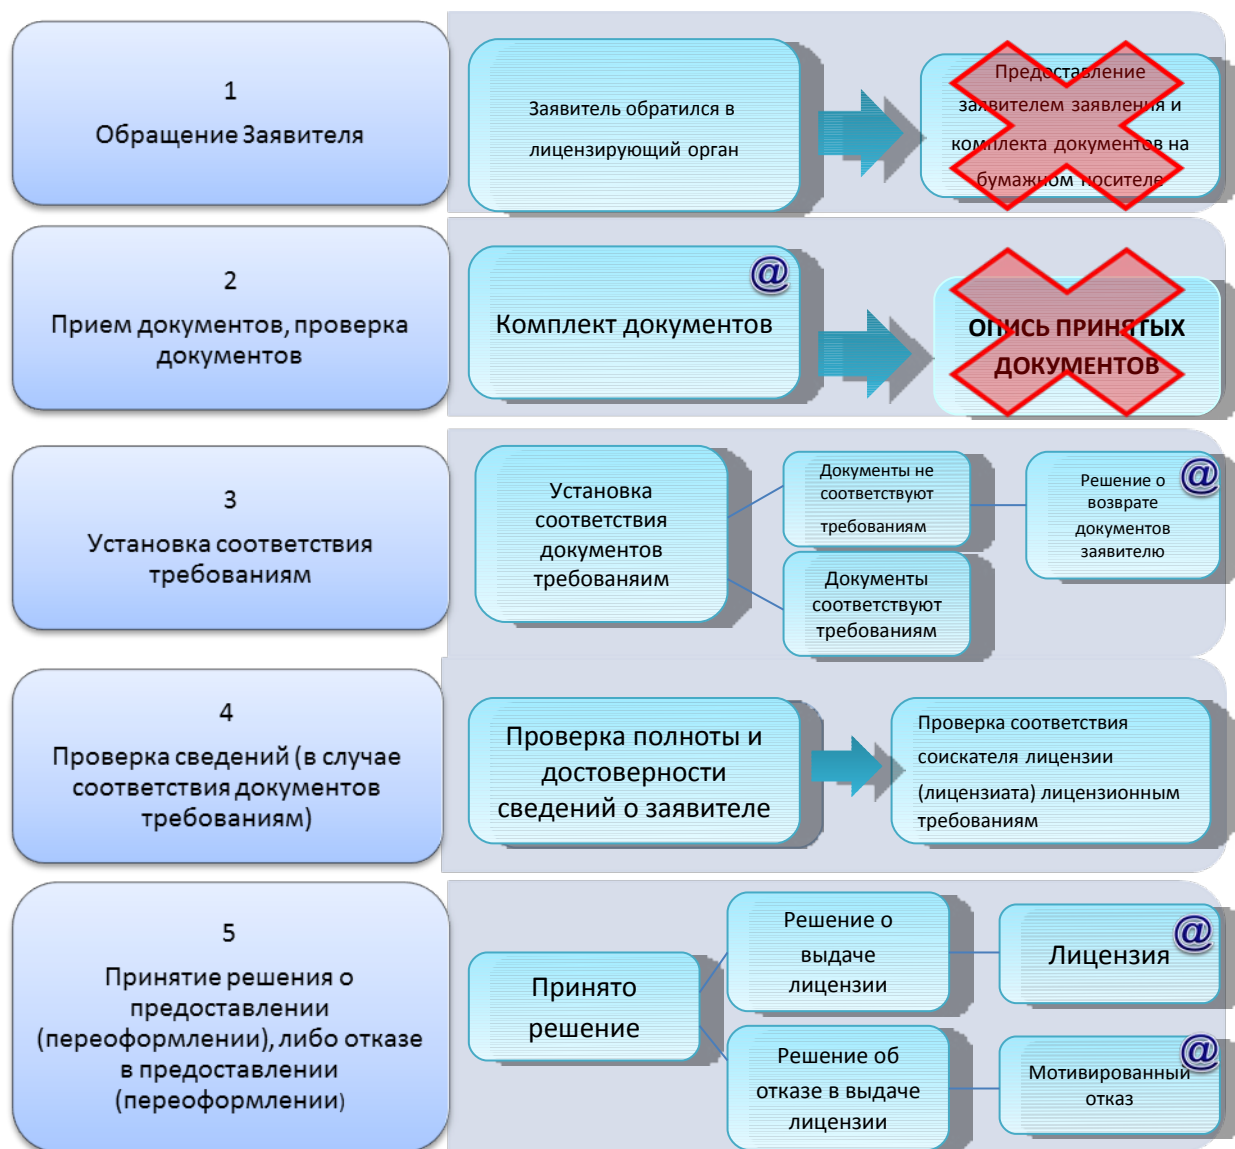 1
Обращение Заявителя
Заявитель обратился в
лицензирующий орган
Предоставление
заявителем заявления и
комплекта документов на
бумажном носителе
2
Прием документов, проверка
документов
@
Комплект документов
ОПИСЬ ПРИНЯТЫХ
ДОКУМЕНТОВ
3
Установка соответствия
требованиям
Установка
соответствия
документов
требованяим
Документы не
соответствуют
требованиям
Документы
соответствуют
требованиям
@
Решение о
возврате
документов
заявителю
4
Проверка сведений (в случае
соответствия документов
требованиям)
Проверка полноты и
достоверности
сведений о заявителе
Проверка соответствия
соискателя лицензии
(лицензиата) лицензионным
требованиям
5
Принятие решения о
предоставлении
(переоформлении), либо отказе
в предоставлении
(переоформлении)
Принято
решение
Решение о
выдаче
лицензии
@
Лицензия
Решение об
отказе в выдаче
лицензии
@
Мотивированный
отказ